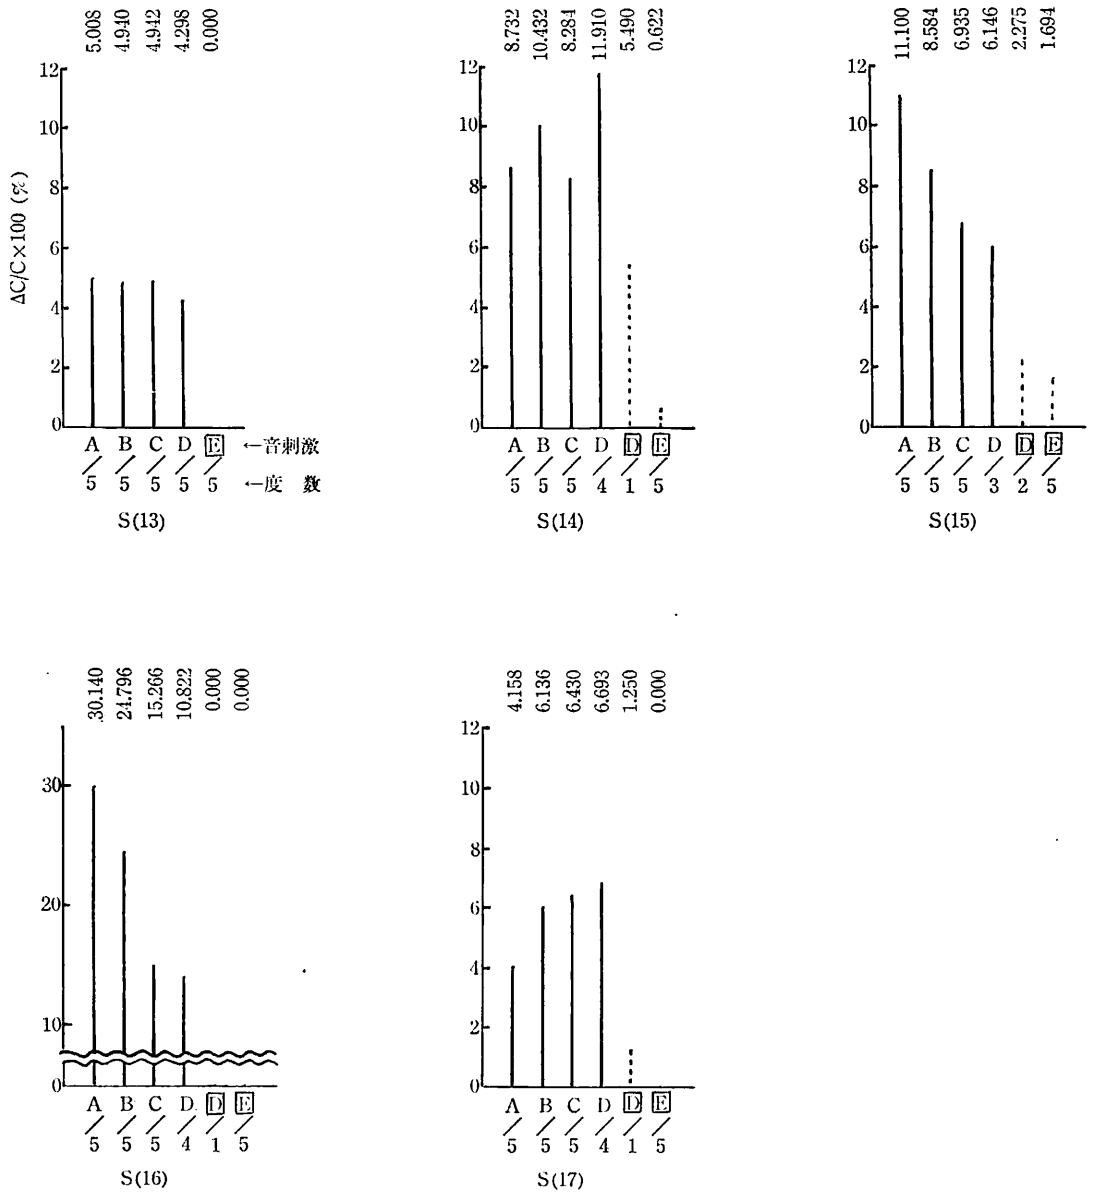 5.008 4.940 4.942 4.298 0.000
ΔC/C×100 (%)
12
10
8
6
4
2
0
A B C D E ←音刺激
5 5 5 5 5 ←度 数
S(13)
8.732 10.432 8.284 11.910 5.490 0.622
12
10
8
6
4
2
0
A B C D D E
5 5 5 4 1 5
S(14)
11.100 8.584 6.935 6.146 2.275 1.694
12
10
8
6
4
2
0
A B C D D E
5 5 5 3 2 5
S(15)
30.140 24.796 15.266 10.822 0.000 0.000
30
20
10
0
A B C D D E
5 5 5 4 1 5
S(16)
4.158 6.136 6.430 6.693 1.250 0.000
12
10
8
6
4
2
0
A B C D D E
5 5 5 4 1 5
S(17)